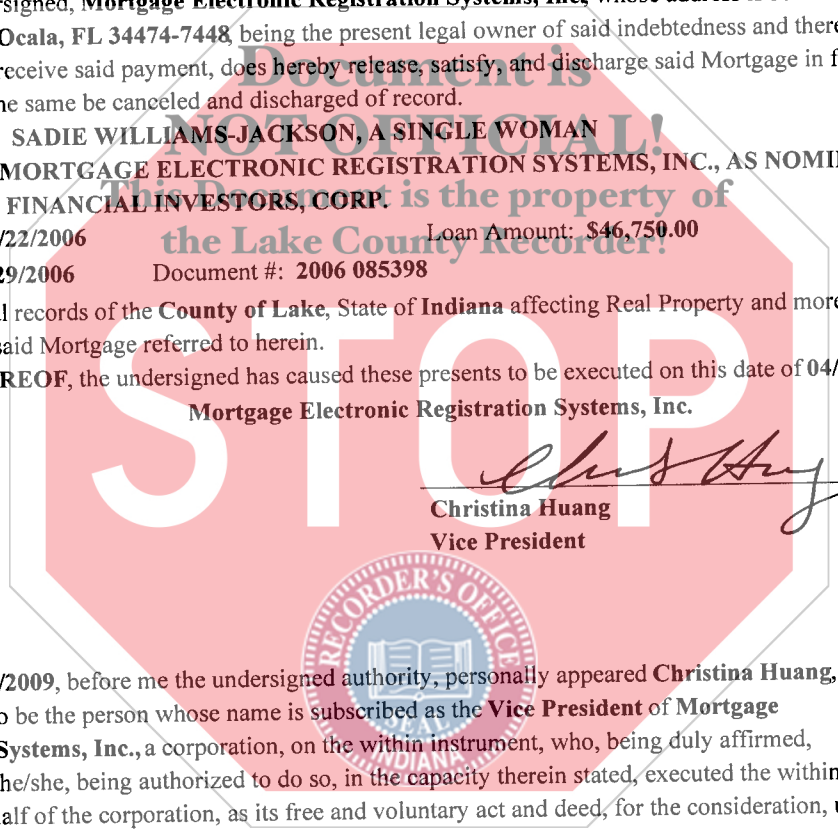 rsigned, Mortgage Electronic Registration Systems, Inc, whose address is
Ocala, FL 34474-7448, being the present legal owner of said indebtedness and there
Document is
receive said payment, does hereby release, satisfy, and discharge said Mortgage in f
ne same be canceled and discharged of record.
SADIE WILLIAMS-JACKSON, A SINGLE WOMAN
NOT OFFICIAL!
MORTGAGE ELECTRONIC REGISTRATION SYSTEMS, INC., AS NOMI
This Document is the property of
FINANCIAL INVESTORS, CORP.
/22/2006 Loan Amount: $46,750.00
the Lake County Recorder!
29/2006 Document #: 2006 085398
l records of the County of Lake, State of Indiana affecting Real Property and more
said Mortgage referred to herein.
STOP
REOF, the undersigned has caused these presents to be executed on this date of 04/
Mortgage Electronic Registration Systems, Inc.
Christina Huang
Vice President
RECORDER'S OFFICE
/2009, before me the undersigned authority, personally appeared Christina Huang,
o be the person whose name is subscribed as the Vice President of Mortgage
Systems, Inc., a corporation, on the within instrument, who, being duly affirmed,
INDIANA
he/she, being authorized to do so, in the capacity therein stated, executed the within
alf of the corporation, as its free and voluntary act and deed, for the consideration,